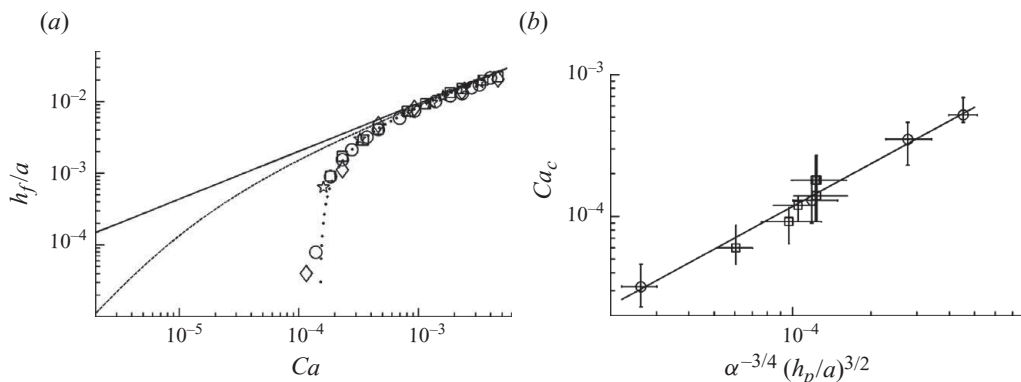 (a)
(b)
10⁻²
10⁻³
10⁻⁴
h_f/a
10⁻⁵ 10⁻⁴ 10⁻³
Ca
10⁻³
10⁻⁴
Ca_c
10⁻⁴
α^{−3/4} (h_p/a)^{3/2}